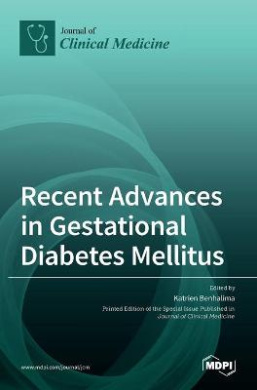 Journal of
Clinical Medicine
Recent Advances
in Gestational
Diabetes Mellitus
Edited by
Katrien Benhalima
Printed Edition of the Special Issue Published in
Journal of Clinical Medicine
www.mdpi.com/journal/jcm
MDPI